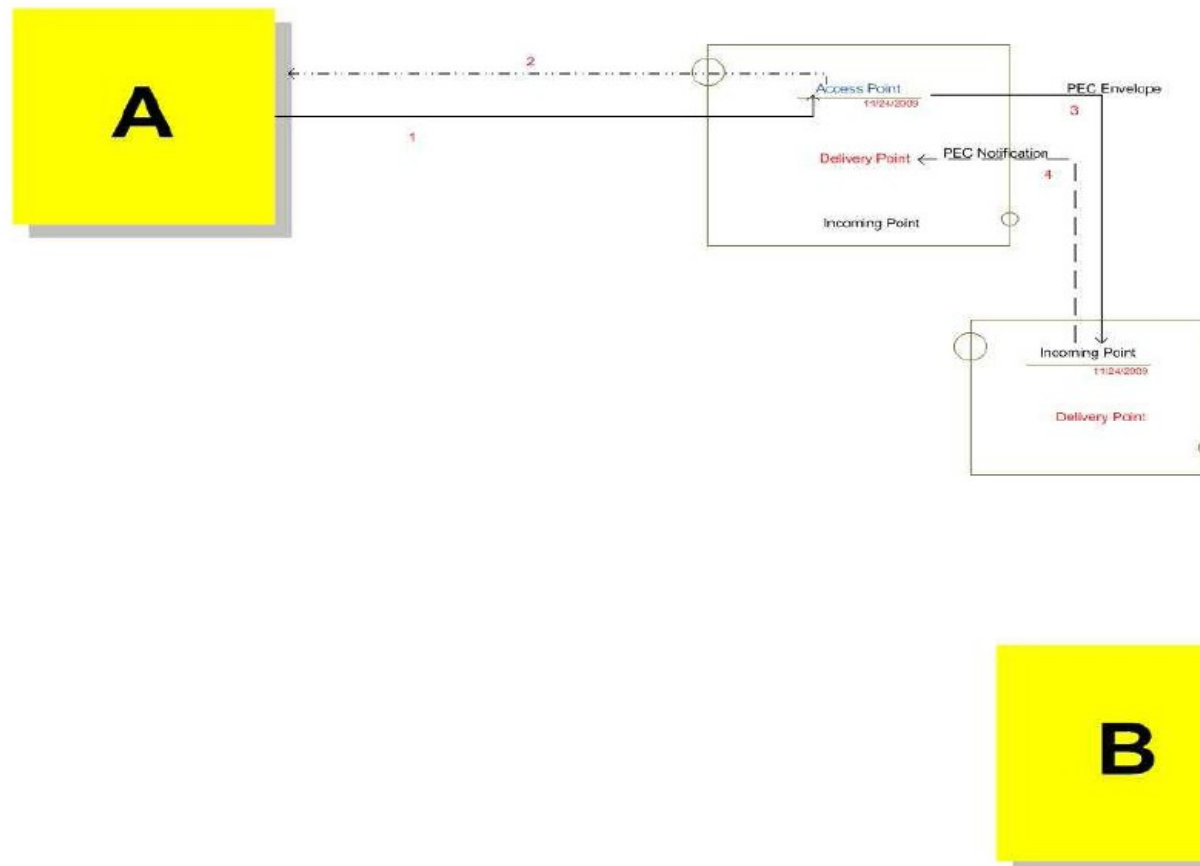 A
2
Access Point
11/24/2009
PEC Envelope
3
1
Delivery Point
PEC Notification
4
Incoming Point
Incoming Point
11/24/2009
Delivery Point
B